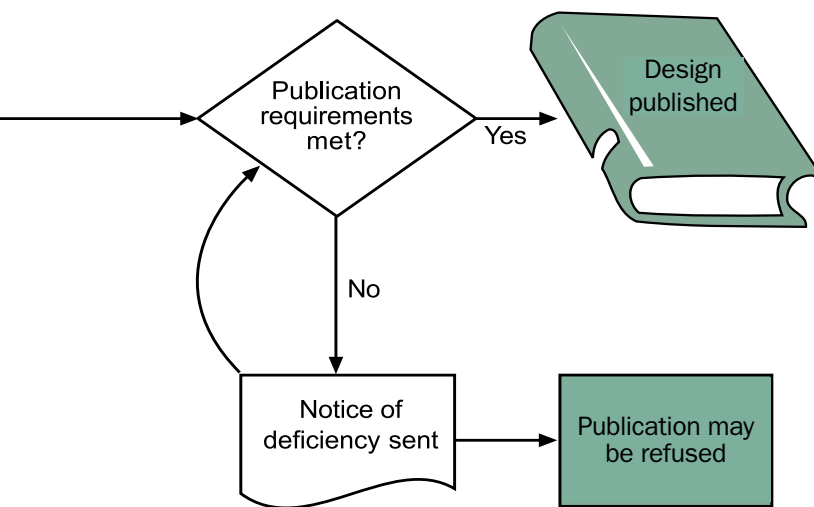 Publication
requirements
met?
Yes
Design
published
No
Notice of
deficiency sent
Publication may
be refused